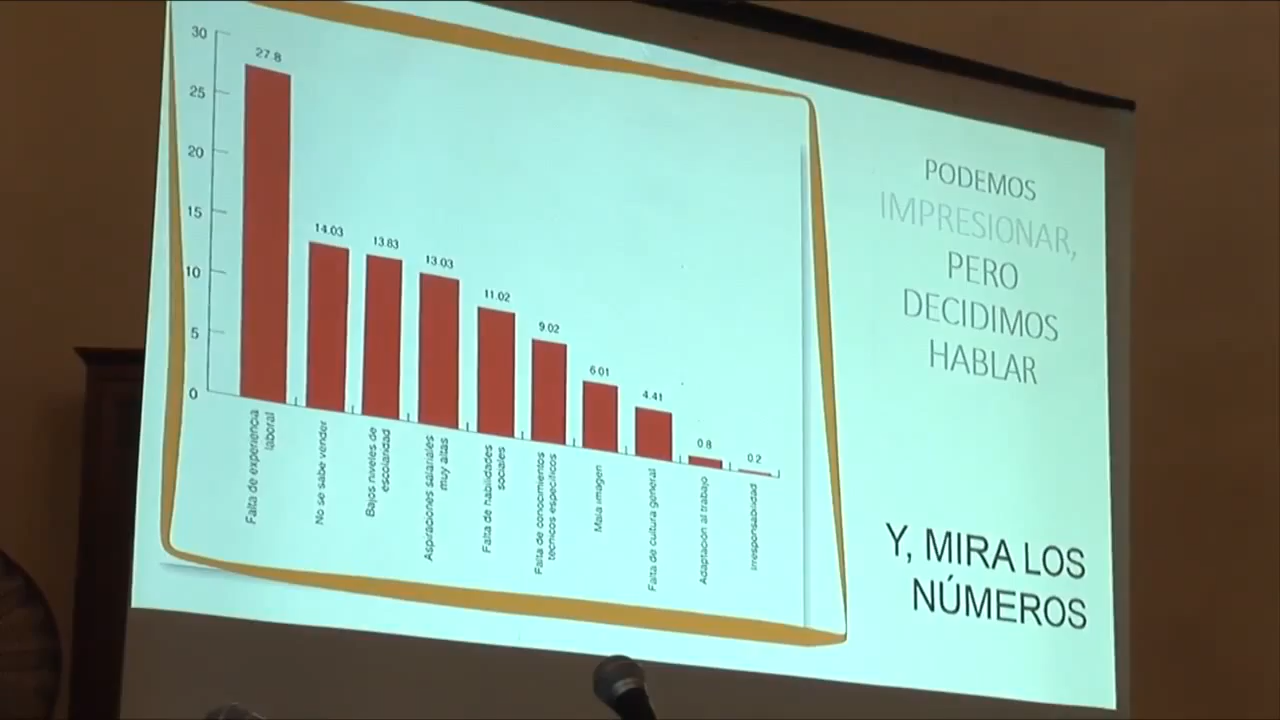 30
25
20
15
10
5
0
27.8
14.03
13.83
13.03
11.02
9.02
6.01
4.41
0.8
0.2
Falta de experiencia
laboral
No se sabe vender
Bajos niveles de
escolaridad
Aspiraciones salariales
muy altas
Falta de habilidades
sociales
Falta de conocimientos
técnicos específicos
Mala imagen
Falta de cultura general
Adaptación al trabajo
Irresponsabilidad
PODEMOS
IMPRESIONAR,
PERO
DECIDIMOS
HABLAR
Y, MIRA LOS
NÚMEROS